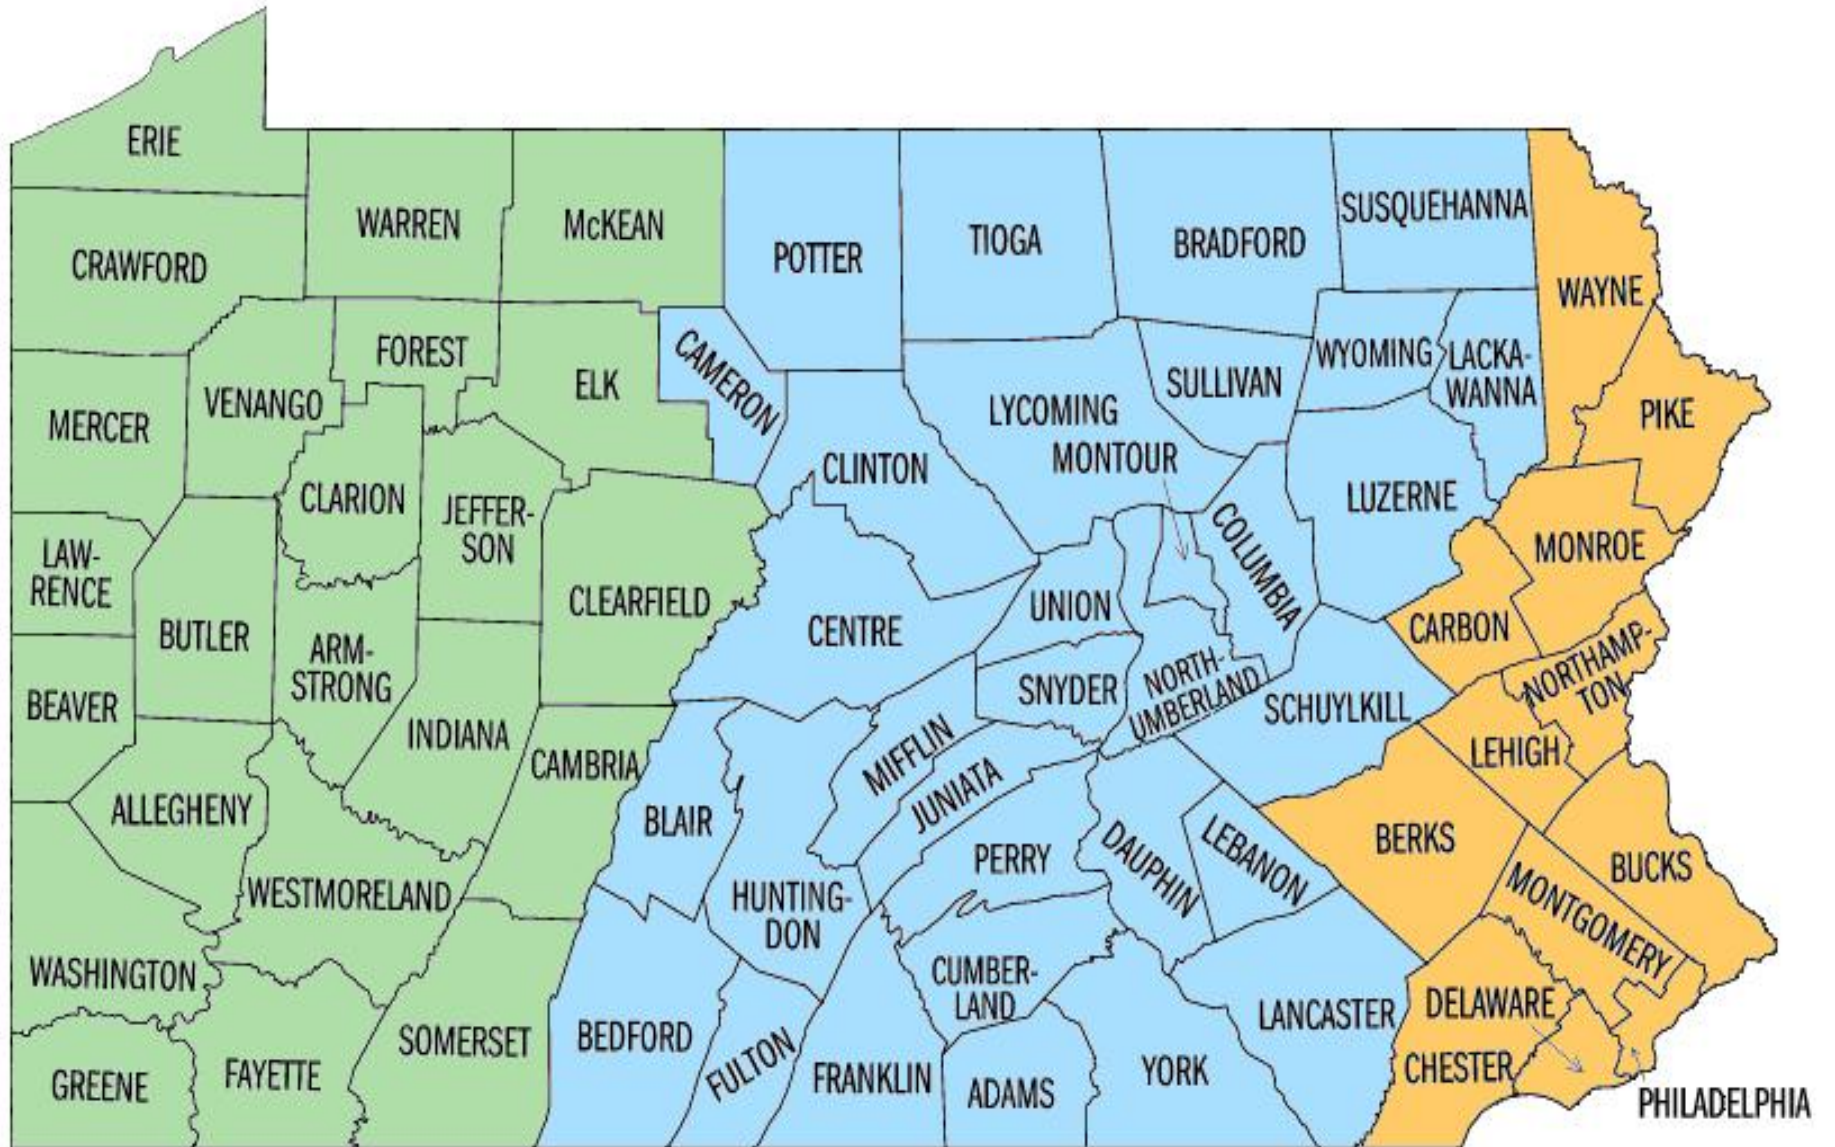 ERIE
WARREN
McKEAN
SUSQUEHANNA
CRAWFORD
POTTER
TIOGA
BRADFORD
WAYNE
FOREST
CAMERON
WYOMING
LACKA-
WANNA
VENANGO
ELK
SULLIVAN
PIKE
MERCER
LYCOMING
MONTOUR
CLINTON
CLARION
LUZERNE
JEFFER-
SON
COLUMBIA
MONROE
LAW-
RENCE
CLEARFIELD
UNION
CENTRE
CARBON
BUTLER
ARM-
STRONG
SNYDER
NORTH-
UMBERLAND
NORTHAMP-
TON
BEAVER
SCHUYLKILL
INDIANA
CAMBRIA
MIFFLIN
LEHIGH
ALLEGHENY
BLAIR
JUNIATA
BERKS
PERRY
DAUPHIN
LEBANON
BUCKS
WESTMORELAND
HUNTING-
DON
MONTGOMERY
WASHINGTON
CUMBER-
LAND
DELAWARE
LANCASTER
SOMERSET
BEDFORD
FULTON
GREENE
FAYETTE
FRANKLIN
ADAMS
YORK
CHESTER
PHILADELPHIA